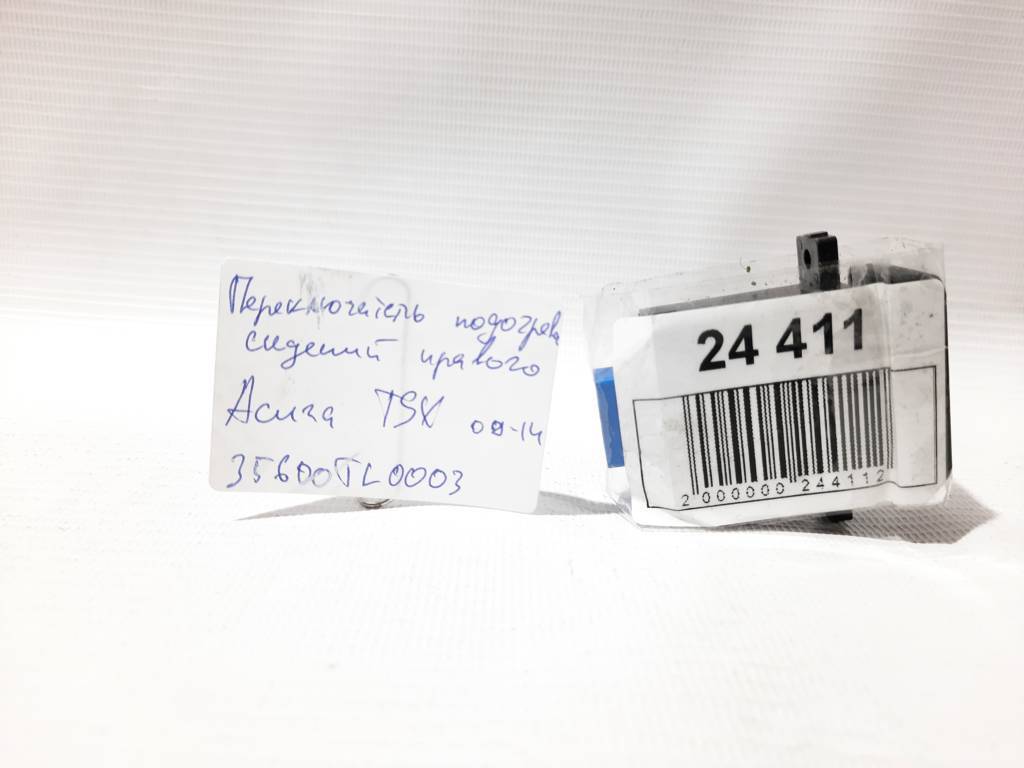 Переключатель подогрева
сидений правого
Acura TSX 08-14
35600TL0003
24 411
2 000000 244112